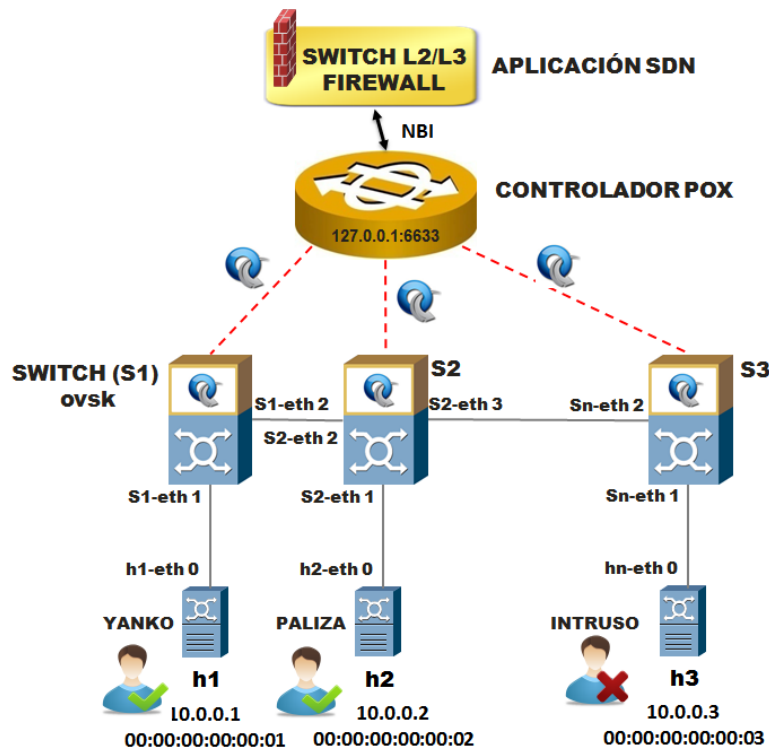 SWITCH L2/L3
FIREWALL
APLICACIÓN SDN
NBI
CONTROLADOR POX
127.0.0.1:6633
SWITCH (S1)
ovsk
S2
S3
S1-eth 2
S2-eth 2
S2-eth 3
Sn-eth 2
S1-eth 1
S2-eth 1
Sn-eth 1
h1-eth 0
h2-eth 0
hn-eth 0
YANKO
PALIZA
INTRUSO
h1
h2
h3
10.0.0.1
10.0.0.2
10.0.0.3
00:00:00:00:00:01
00:00:00:00:00:02
00:00:00:00:00:03